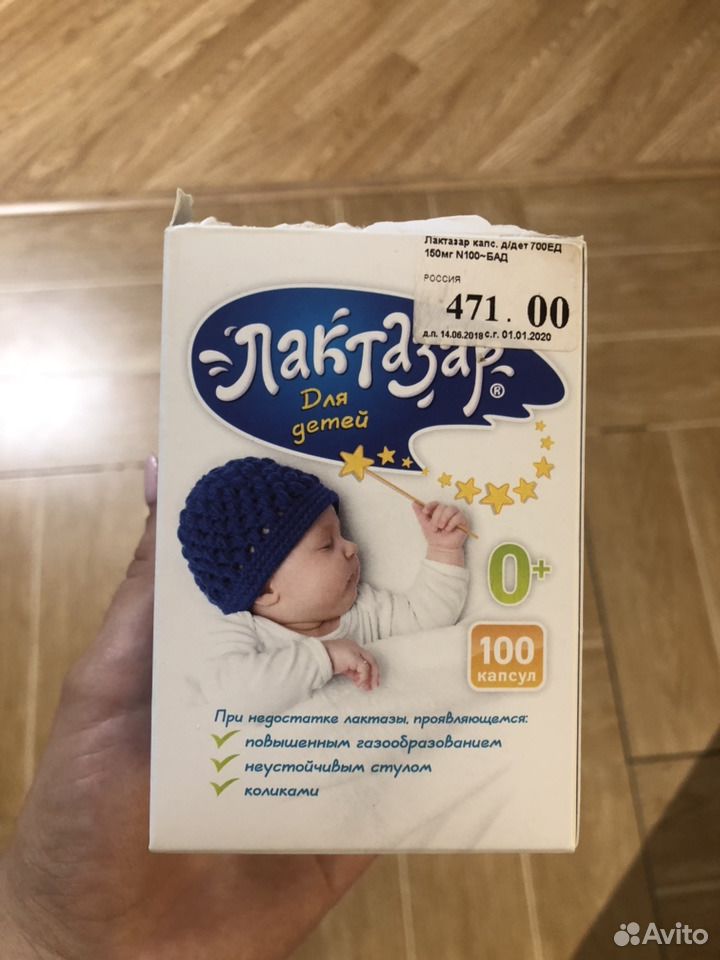 Лактазар капс. д/дет 700ЕД
150мг N100~БАД
РОССИЯ
471.00
д.п. 14.06.2018 с.г. 01.01.2020
Лактазар®
Для
детей
0+
100
капсул
При недостатке лактазы, проявляющемся:
повышенным газообразованием
неустойчивым стулом
коликами
Avito